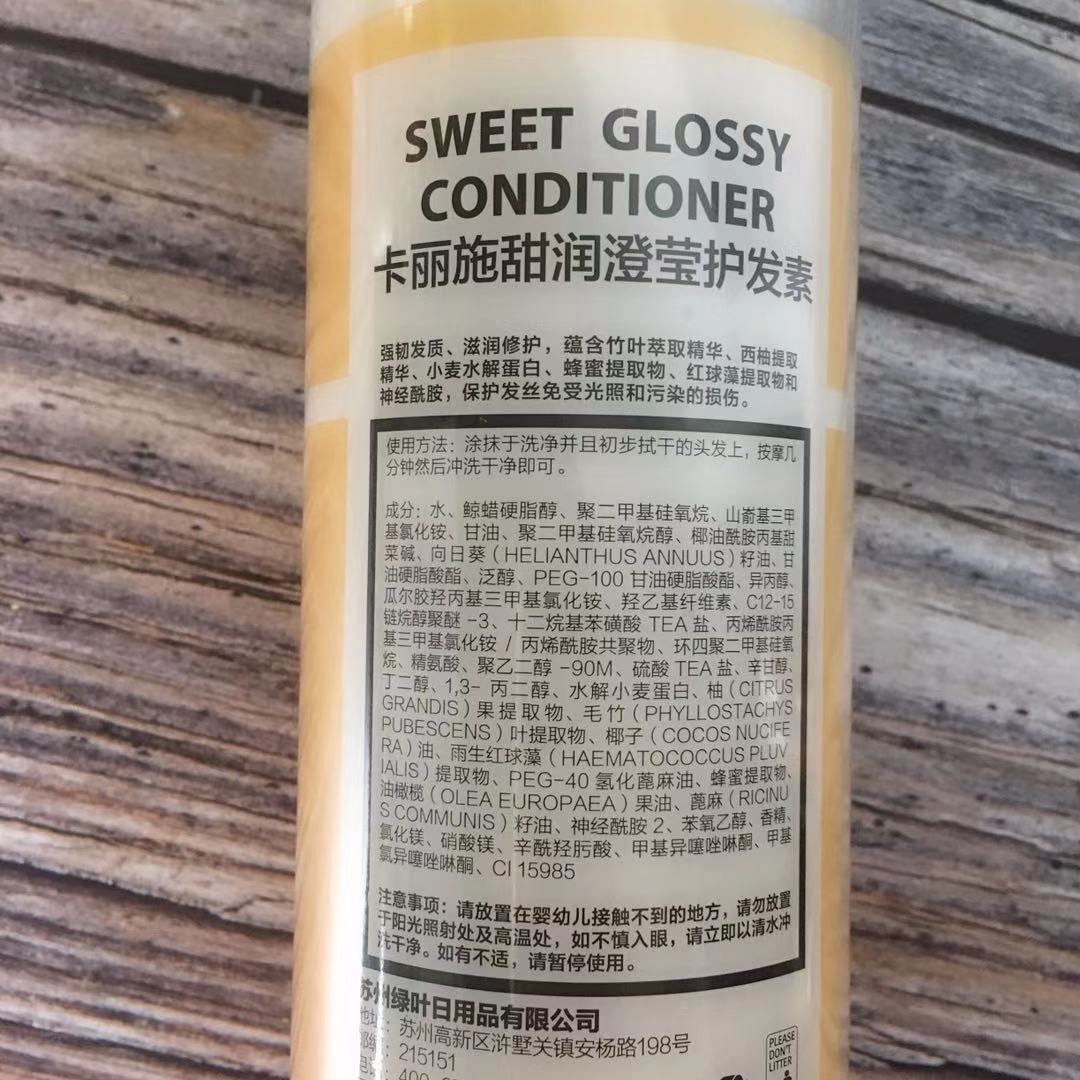 SWEET GLOSSY
CONDITIONER
卡丽施甜润澄莹护发素
强韧发质、滋润修护，蕴含竹叶萃取精华、西柚提取
精华、小麦水解蛋白、蜂蜜提取物、红球藻提取物和
神经酰胺，保护发丝免受光照和污染的损伤。
使用方法：涂抹于洗净并且初步拭干的头发上，按摩几
分钟然后冲洗干净即可。
成分：水、鲸蜡硬脂醇、聚二甲基硅氧烷、山嵛基三甲
基氯化铵、甘油、聚二甲基硅氧烷醇、椰油酰胺丙基甜
菜碱、向日葵（HELIANTHUS ANNUUS）籽油、甘
油硬脂酸酯、泛醇、PEG-100 甘油硬脂酸酯、异丙醇、
瓜尔胶羟丙基三甲基氯化铵、羟乙基纤维素、C12-15
链烷醇聚醚 -3、十二烷基苯磺酸 TEA 盐、丙烯酰胺丙
基三甲基氯化铵 / 丙烯酰胺共聚物、环四聚二甲基硅氧
烷、精氨酸、聚乙二醇 -90M、硫酸 TEA 盐、辛甘醇、
丁二醇、1,3- 丙二醇、水解小麦蛋白、柚（CITRUS
GRANDIS）果提取物、毛竹（PHYLLOSTACHYS
PUBESCENS）叶提取物、椰子（COCOS NUCIFE
RA）油、雨生红球藻（HAEMATOCOCCUS PLUV
IALIS）提取物、PEG-40 氢化蓖麻油、蜂蜜提取物、
油橄榄（OLEA EUROPAEA）果油、蓖麻（RICINU
S COMMUNIS）籽油、神经酰胺 2、苯氧乙醇、香精、
氯化镁、硝酸镁、辛酰羟肟酸、甲基异噻唑啉酮、甲基
氯异噻唑啉酮、CI 15985
注意事项：请放置在婴幼儿接触不到的地方，请勿放置
于阳光照射处及高温处，如不慎入眼，请立即以清水冲
洗干净。如有不适，请暂停使用。
苏州绿叶日用品有限公司
地址：苏州高新区浒墅关镇安杨路198号
邮编：215151
电话：400-
PLEASE
DON'T
LITTER